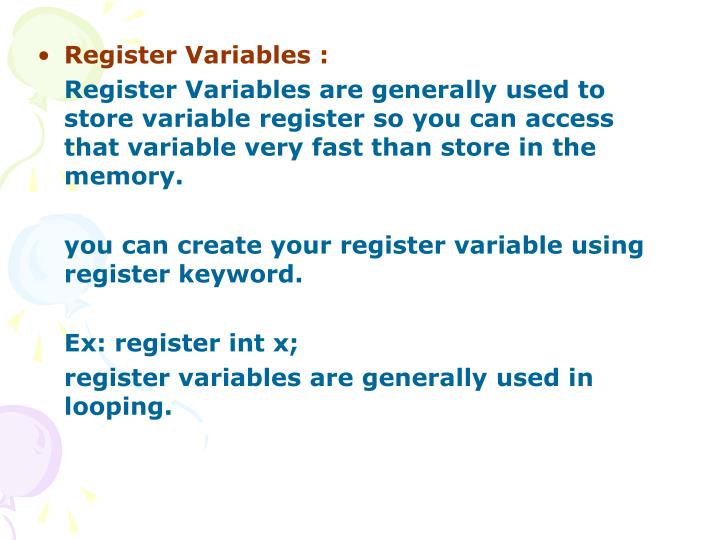 • Register Variables :
Register Variables are generally used to
store variable register so you can access
that variable very fast than store in the
memory.
you can create your register variable using
register keyword.
Ex: register int x;
register variables are generally used in
looping.